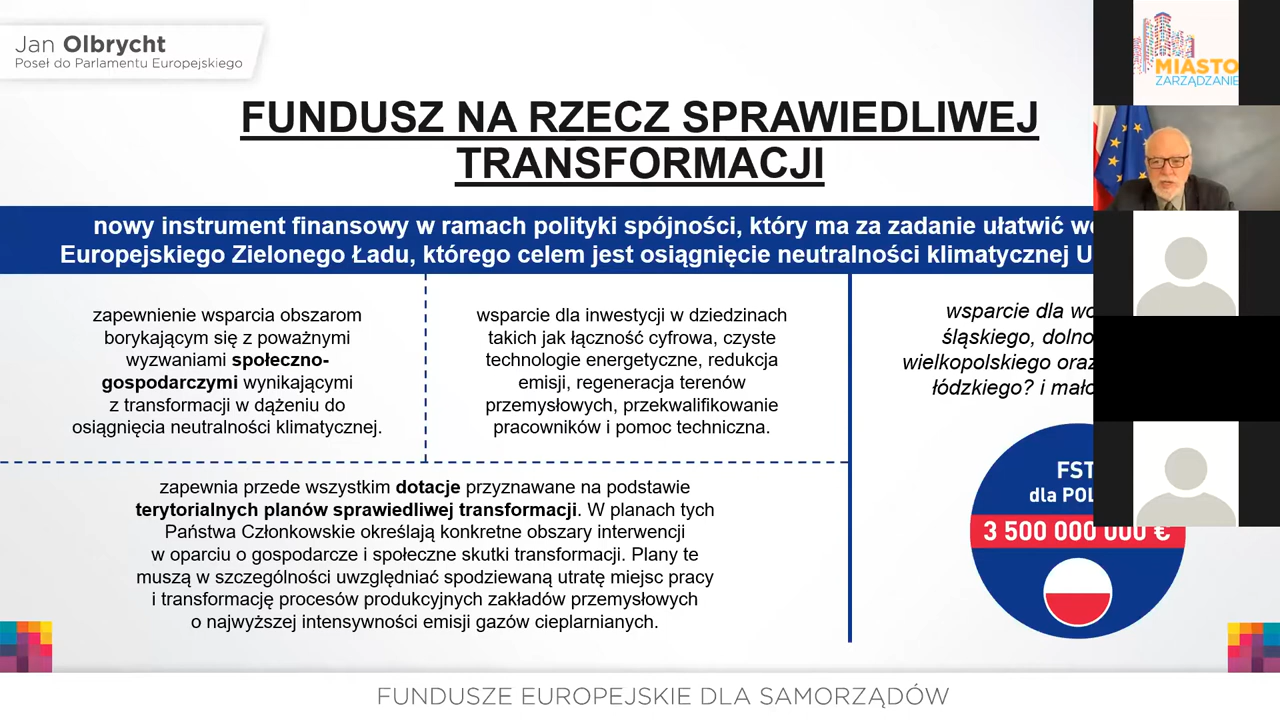 Jan Olbrycht
Poseł do Parlamentu Europejskiego
MIASTO
ZARZĄDZANIE
FUNDUSZ NA RZECZ SPRAWIEDLIWEJ
TRANSFORMACJI
nowy instrument finansowy w ramach polityki spójności, który ma za zadanie ułatwić
Europejskiego Zielonego Ładu, którego celem jest osiągnięcie neutralności klimatycznej
zapewnienie wsparcia obszarom
borykającym się z poważnymi
wyzwaniami społeczno-
gospodarczymi wynikającymi
z transformacji w dążeniu do
osiągnięcia neutralności klimatycznej.
wsparcie dla inwestycji w dziedzinach
takich jak łączność cyfrowa, czyste
technologie energetyczne, redukcja
emisji, regeneracja terenów
przemysłowych, przekwalifikowanie
pracowników i pomoc techniczna.
wsparcie dla
śląskiego,
wielkopolskiego oraz
łódzkiego? i
zapewnia przede wszystkim dotacje przyznawane na podstawie
terytorialnych planów sprawiedliwej transformacji. W planach tych
Państwa Członkowskie określają konkretne obszary interwencji
w oparciu o gospodarcze i społeczne skutki transformacji. Plany te
muszą w szczególności uwzględniać spodziewaną utratę miejsc pracy
i transformację procesów produkcyjnych zakładów przemysłowych
o najwyższej intensywności emisji gazów cieplarnianych.
FST
dla
3 500 000 000 €
FUNDUSZE EUROPEJSKIE DLA SAMORZĄDÓW